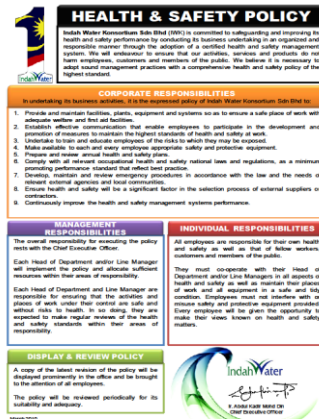 HEALTH & SAFETY POLICY
Indah Water Konsortium Sdn Bhd (IWK) is committed to safeguarding and improving its
health and safety performance by conducting its business undertaking in an organized and
responsible manner through the adoption of a certified health and safety management
system. We will endeavour to ensure that our activities, services and products do not
harm employees, customers and members of the public. We believe it is necessary to
adopt sound management practices with a comprehensive health and safety policy of the
highest standard.
IndahWater
CORPORATE RESPONSIBILITIES
In undertaking its business activities, it is the expressed policy of Indah Water Konsortium Sdn Bhd to:
1. Provide and maintain facilities, plants, equipment and systems so as to ensure a safe place of work with
adequate welfare and first aid facilities.
2. Establish effective communication that enable employees to participate in the development and
promotion of measures to maintain the highest standards of health and safety at work.
3. Undertake to train and educate employees of the risks to which they may be exposed.
4. Make available to each and every employee appropriate safety and protective equipment.
5. Prepare and review annual health and safety plans.
6. Comply with all relevant occupational health and safety national laws and regulations, as a minimum
promoting performance standard that reflect best practice.
7. Develop, maintain and review emergency procedures in accordance with the law and the needs of
relevant external agencies and local communities.
8. Ensure health and safety will be a significant factor in the selection process of external suppliers or
contractors.
9. Continuously improve the health and safety management systems performance.
MANAGEMENT
RESPONSIBILITIES
The overall responsibility for executing the policy
rests with the Chief Executive Officer.
Each Head of Department and/or Line Manager
will implement the policy and allocate sufficient
resources within their areas of responsibility.
Each Head of Department and Line Manager are
responsible for ensuring that the activities and
places of work under their control are safe and
without risks to health. In so doing, they are
expected to make regular reviews of the health
and safety standards within their areas of
responsibility.
INDIVIDUAL RESPONSIBILITIES
All employees are responsible for their own health
and safety as well as that of fellow workers,
customers and members of the public.
They must co-operate with their Head of
Department and/or Line Managers in all aspects of
health and safety as well as maintain their places
of work and all equipment in a safe and tidy
condition. Employees must not interfere with or
misuse safety and protective equipment provided.
Every employee will be given the opportunity to
make their views known on health and safety
matters.
DISPLAY & REVIEW POLICY
A copy of the latest revision of the policy will be
displayed prominently in the office and be brought
to the attention of all employees.
The policy will be reviewed periodically for its
suitability and adequacy.
IndahWater
Ir. Abdul Kadir Mohd Din
Chief Executive Officer